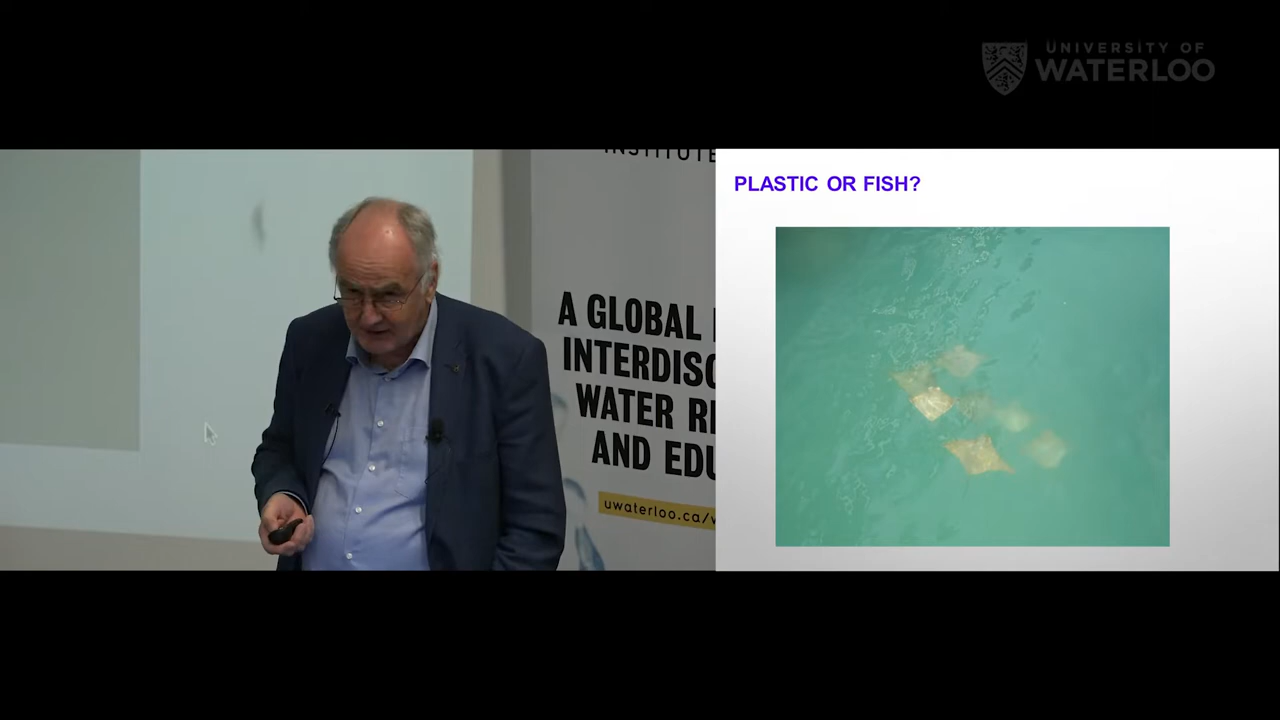 UNIVERSITY OF
WATERLOO
INSTITUTE
A GLOBAL
INTERDISC
WATER R
AND EDU
uwaterloo.ca/
PLASTIC OR FISH?